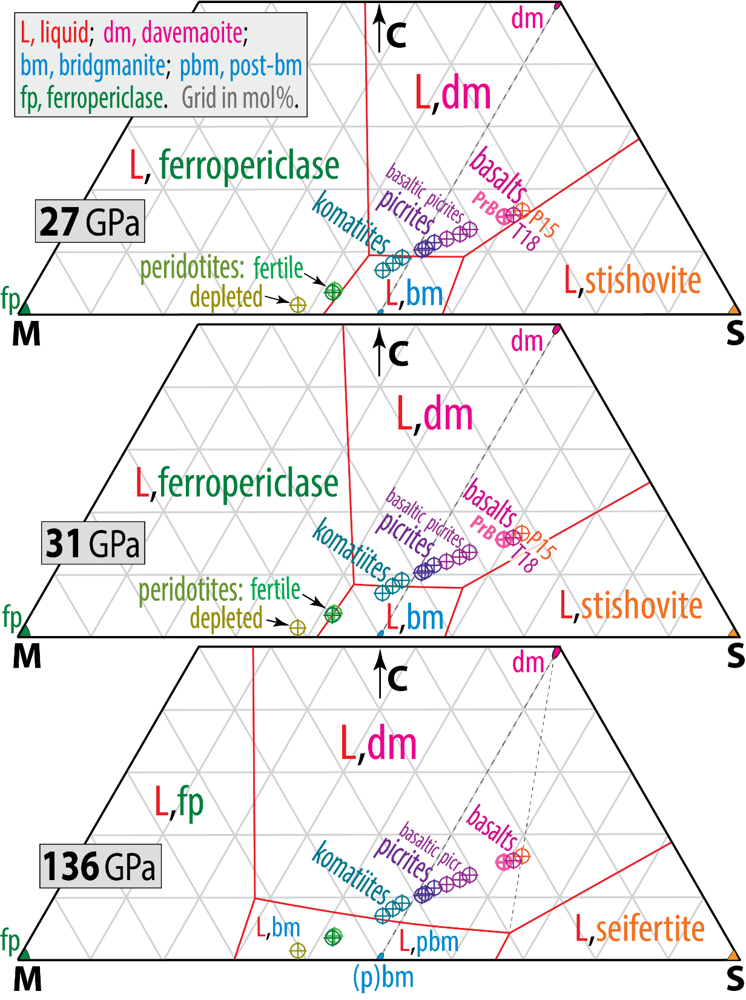 L, liquid; dm, davemaoite;
bm, bridgmanite; pbm, post-bm
fp, ferropericlase. Grid in mol%.
C
dm
L,dm
L, ferropericlase
27 GPa
basalts
basaltic picrites
picrites
komatiites
PrB
P15
T18
peridotites: fertile
depleted
L,bm
L,stishovite
fp
M
S
C
dm
L,dm
L,ferropericlase
31 GPa
basalts
basaltic picrites
picrites
komatiites
PrB
P15
T18
peridotites: fertile
depleted
L,bm
L,stishovite
fp
M
S
C
dm
L,dm
L,fp
136 GPa
basalts
basaltic picr
picrites
komatiites
L,bm
L,pbm
L,seifertite
fp
M
(p)bm
S